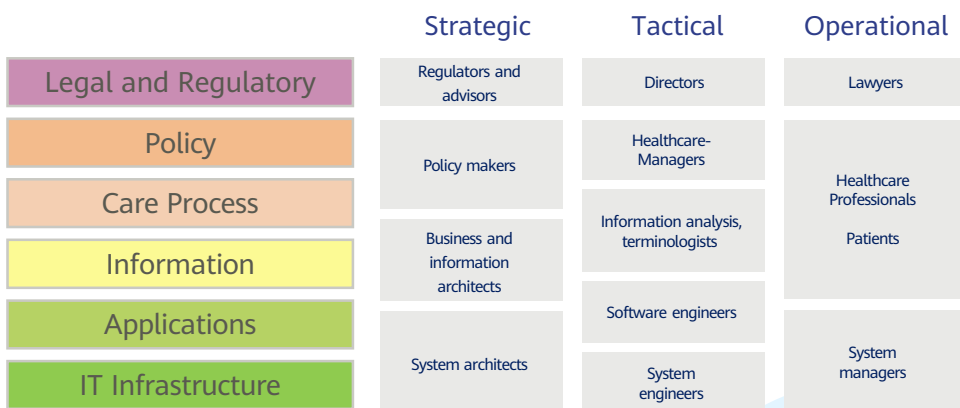 Strategic Tactical Operational
Legal and Regulatory
Regulators and
advisors
Directors
Lawyers
Policy
Policy makers
Healthcare-
Managers
Healthcare
Professionals
Patients
Care Process
Information analysis,
terminologists
Information
Business and
information
architects
Applications
Software engineers
System architects
System
managers
IT Infrastructure
System
engineers